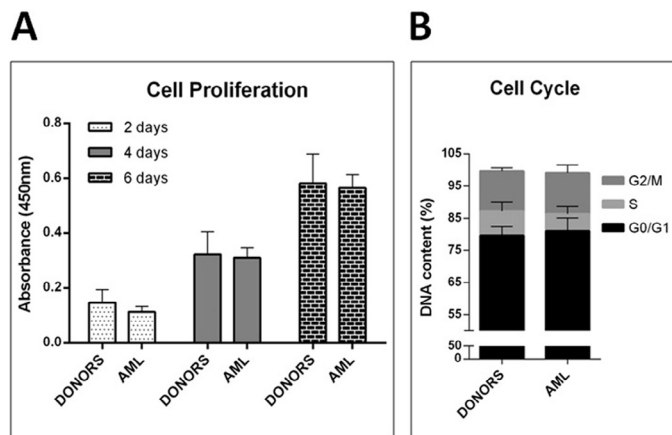 A
B
Cell Proliferation
Absorbance (450nm)
0.8
0.6
0.4
0.2
0.0
2 days
4 days
6 days
DONORS
AML
DONORS
AML
DONORS
AML
Cell Cycle
DNA content (%)
105
95
85
75
65
55
50
0
G2/M
S
G0/G1
DONORS
AML